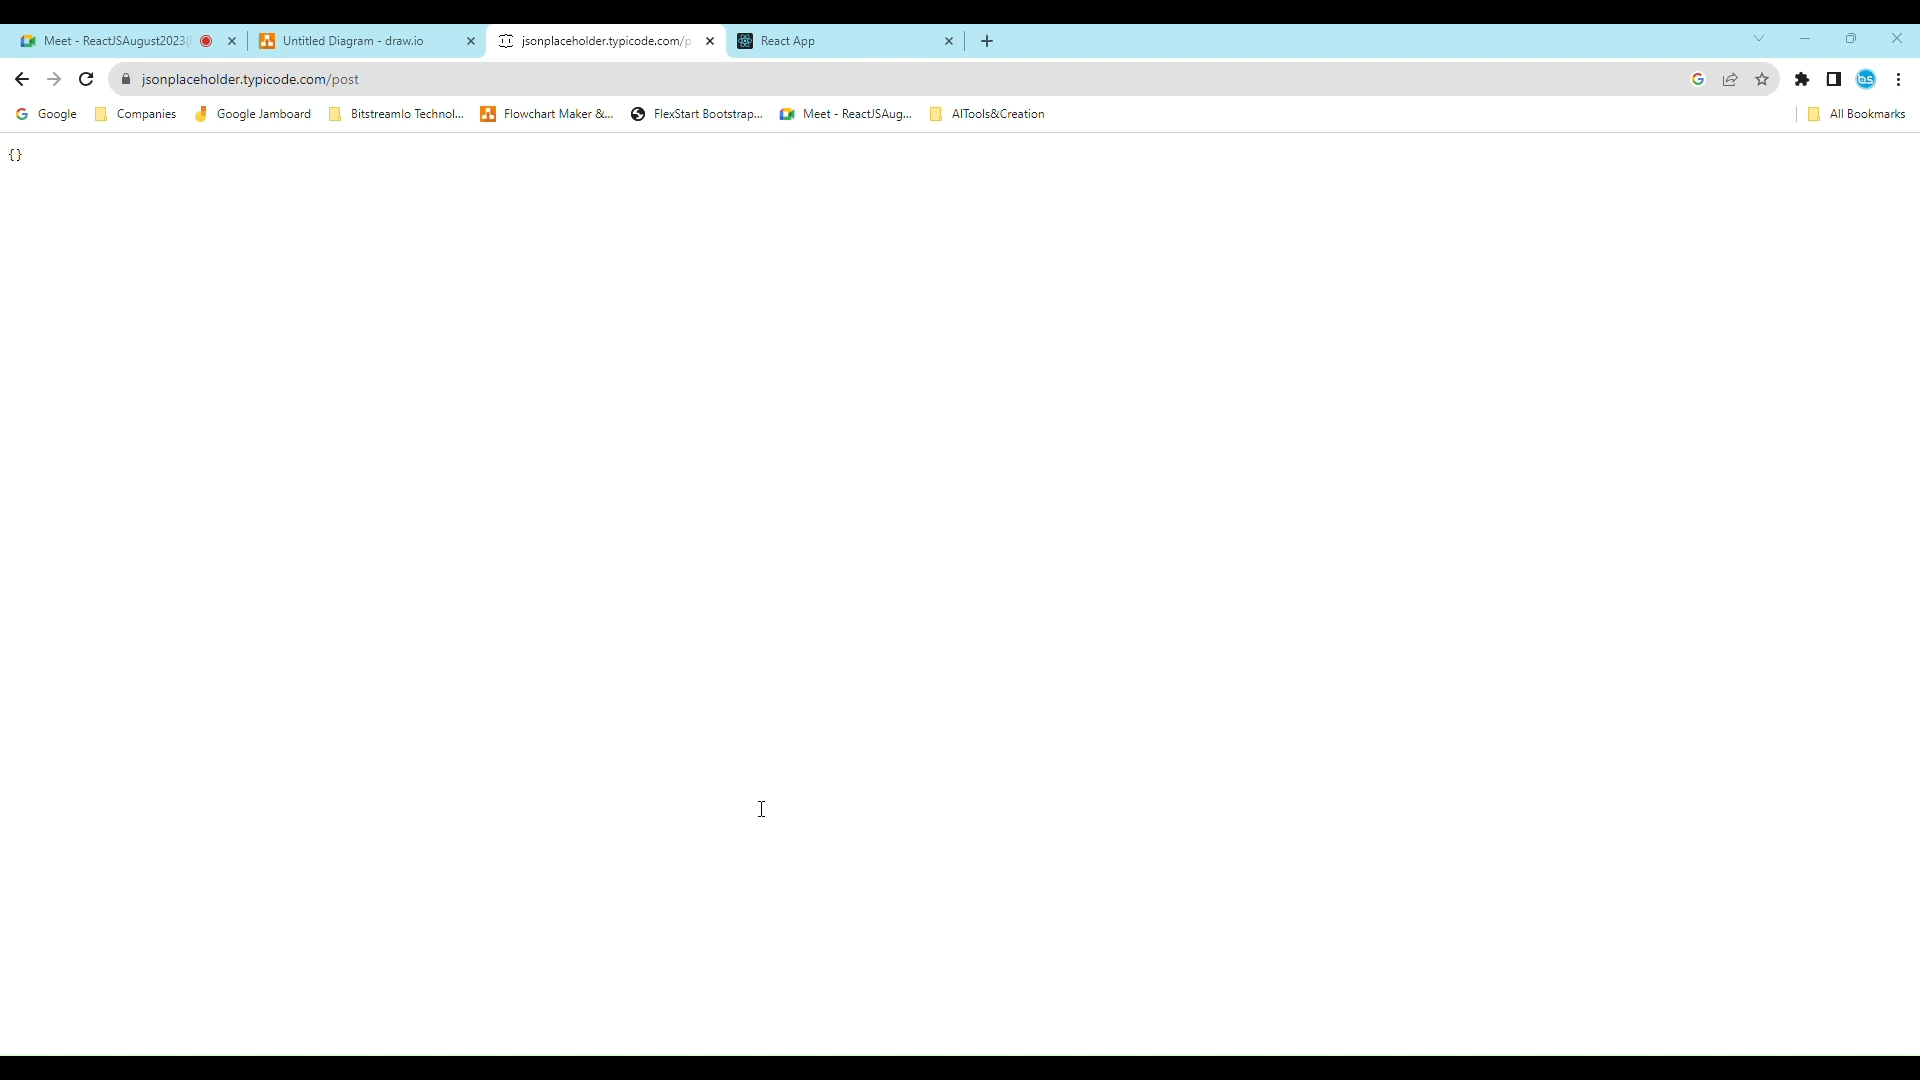 Meet - ReactJSAugust2023(
Untitled Diagram - draw.io
jsonplaceholder.typicode.com/p
React App
jsonplaceholder.typicode.com/post
Google
Companies
Google Jamboard
Bitstreamlo Technol...
Flowchart Maker &...
FlexStart Bootstrap...
Meet - ReactJSAug...
AITools&Creation
All Bookmarks
{}